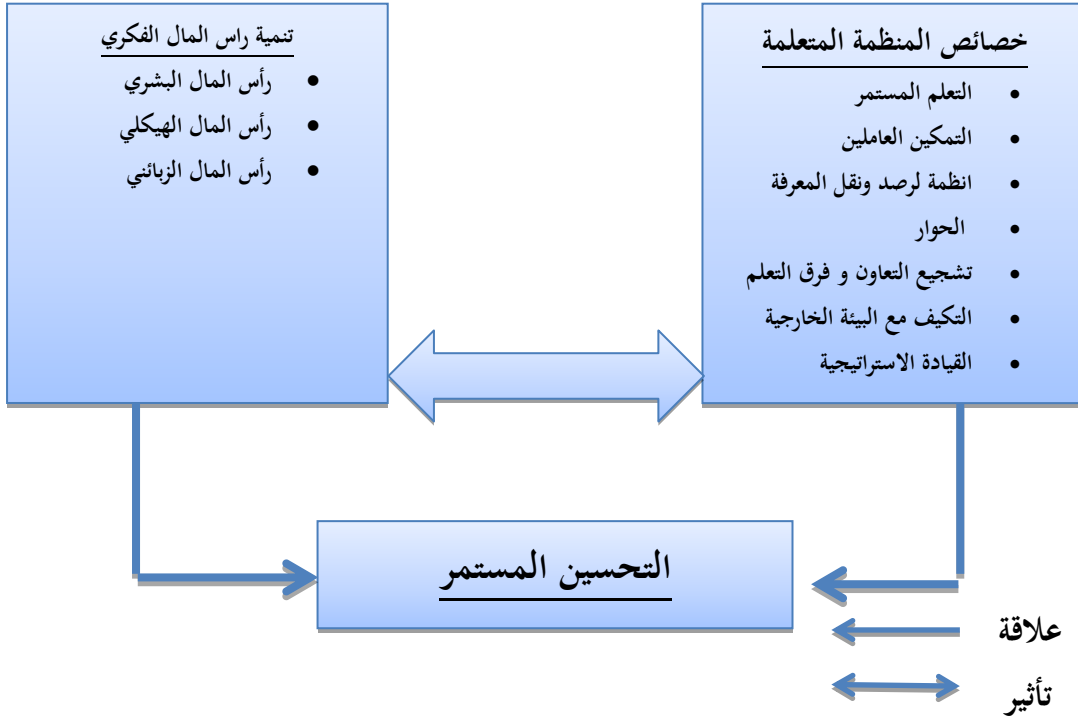 خصائص المنظمة المتعلمة
• التعلم المستمر
• التمكين العاملين
• انظمة لرصد ونقل المعرفة
• الحوار
• تشجيع التعاون و فرق التعلم
• التكيف مع البيئة الخارجية
• القيادة الاستراتيجية
تنمية راس المال الفكري
• رأس المال البشري
• رأس المال الهيكلي
• رأس المال الزبائني
التحسين المستمر
علاقة
تأثير